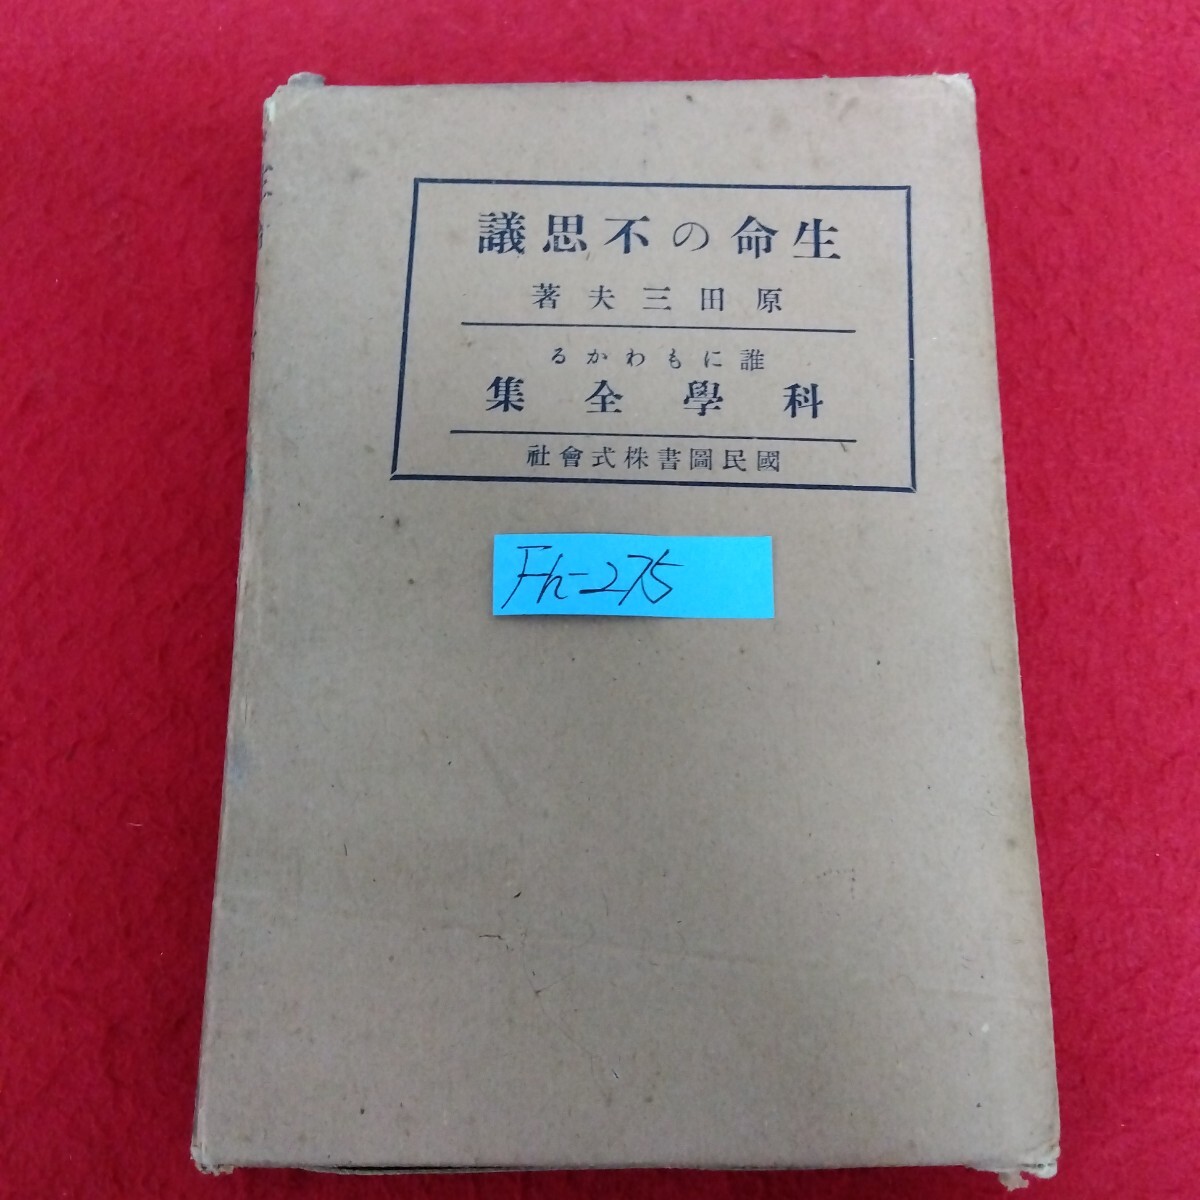 生命の不思議
原田三夫著
誰にもわかる
科學全集
國民圖書株式會社
Fh-275